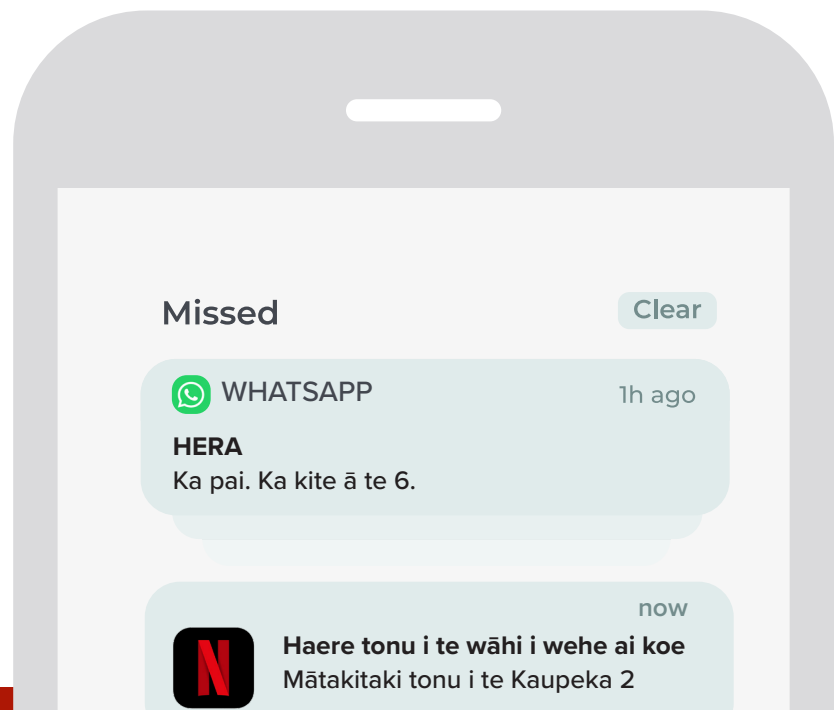 Missed
Clear
WHATSAPP
1h ago
HERA
Ka pai. Ka kite ā te 6.
now
Haere tonu i te wāhi i wehe ai koe
Mātakitaki tonu i te Kaupeka 2